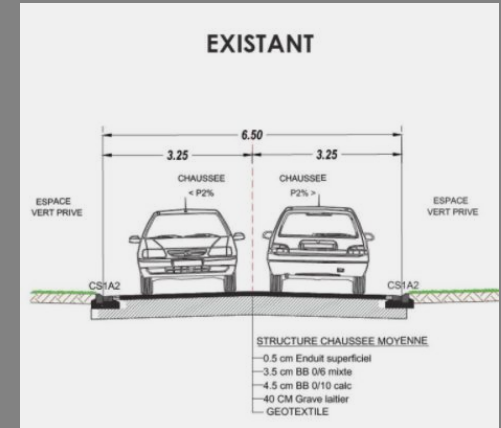 EXISTANT
6.50
3.25 3.25
CHAUSSEE CHAUSSEE
< P2% P2% >
ESPACE ESPACE
VERT PRIVE VERT PRIVE
CS1A2 CS1A2
STRUCTURE CHAUSSEE MOYENNE
0.5 cm Enduit superficiel
3.5 cm BB 0/6 mixte
4.5 cm BB 0/10 calc
40 CM Grave laitier
GEOTEXTILE